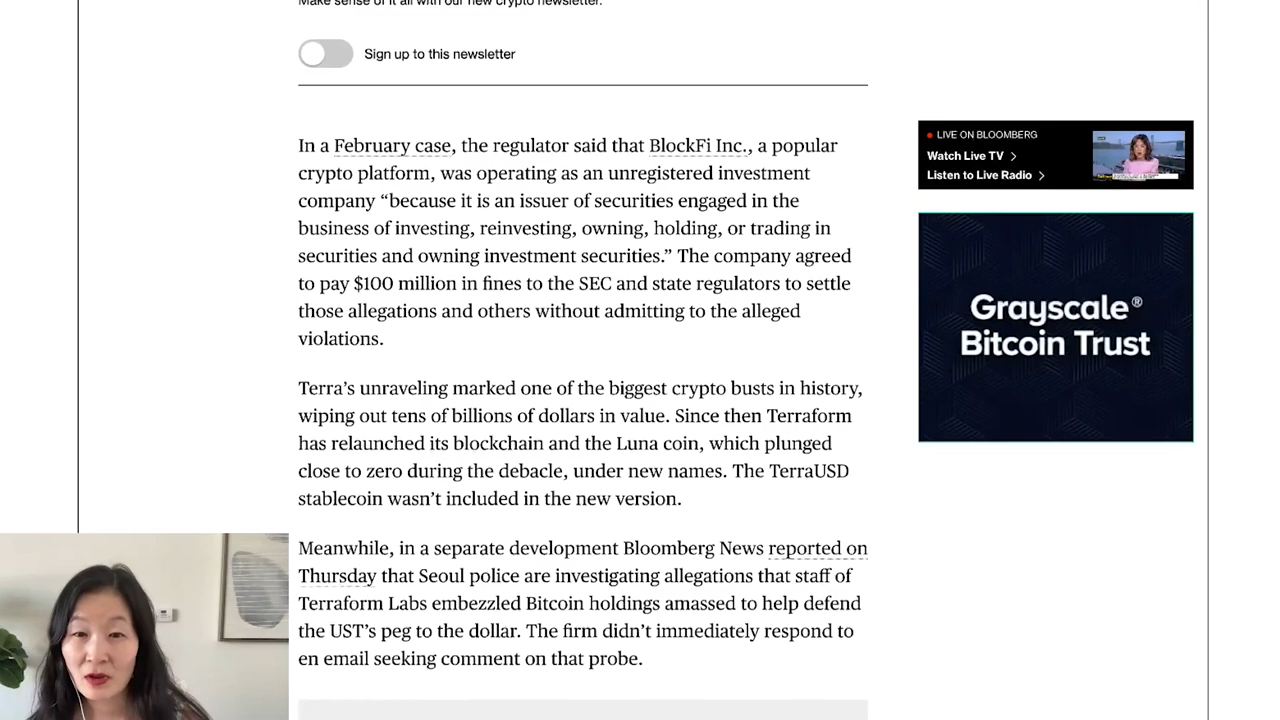 Make sense of it all with our new crypto newsletter.
Sign up to this newsletter
In a February case, the regulator said that BlockFi Inc., a popular
crypto platform, was operating as an unregistered investment
company “because it is an issuer of securities engaged in the
business of investing, reinvesting, owning, holding, or trading in
securities and owning investment securities.” The company agreed
to pay $100 million in fines to the SEC and state regulators to settle
those allegations and others without admitting to the alleged
violations.
Terra’s unraveling marked one of the biggest crypto busts in history,
wiping out tens of billions of dollars in value. Since then Terraform
has relaunched its blockchain and the Luna coin, which plunged
close to zero during the debacle, under new names. The TerraUSD
stablecoin wasn’t included in the new version.
Meanwhile, in a separate development Bloomberg News reported on
Thursday that Seoul police are investigating allegations that staff of
Terraform Labs embezzled Bitcoin holdings amassed to help defend
the UST’s peg to the dollar. The firm didn’t immediately respond to
en email seeking comment on that probe.
LIVE ON BLOOMBERG
Watch Live TV
Listen to Live Radio
Grayscale®
Bitcoin Trust